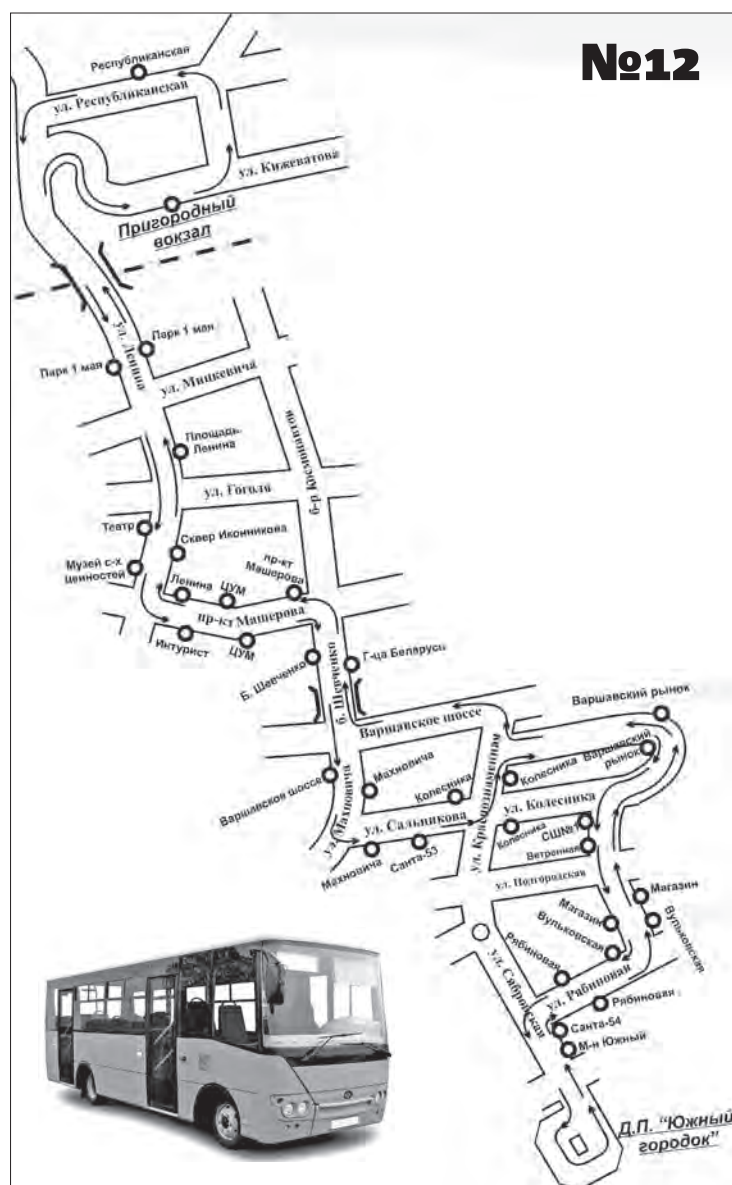 №12
Республиканская
ул. Республиканская
ул. Кижеватова
Пригородный
вокзал
ул. Ленина
Парк 1 мая
Парк 1 мая
ул. Мицкевича
Площадь
Ленина
б-р Космонавтов
ул. Гоголя
Театр
Сквер Иконникова
Музей с-х
ценностей
пр-кт
Машерова
Ленина
ЦУМ
пр-кт Машерова
Интурист
ЦУМ
Б. Шевченко
б. Шевченко
Г-ца Беларусь
Варшавский рынок
Варшавское шоссе
Варшавский
рынок
Колесника
Варшавское шоссе
Махновича
Колесника
ул. Краснознаменная
ул. Махновича
ул. Колесника
ул. Сальникова
Колесника
СШ№1
Ветренная
Махновича
Санта-53
ул. Подгородская
Магазин
Магазин
Вульковская
Вульковская
Рябиновая
ул. Сябровская
ул. Рябиновая
Рябиновая
Санта-54
М-н Южный
Д.П. "Южный
городок"